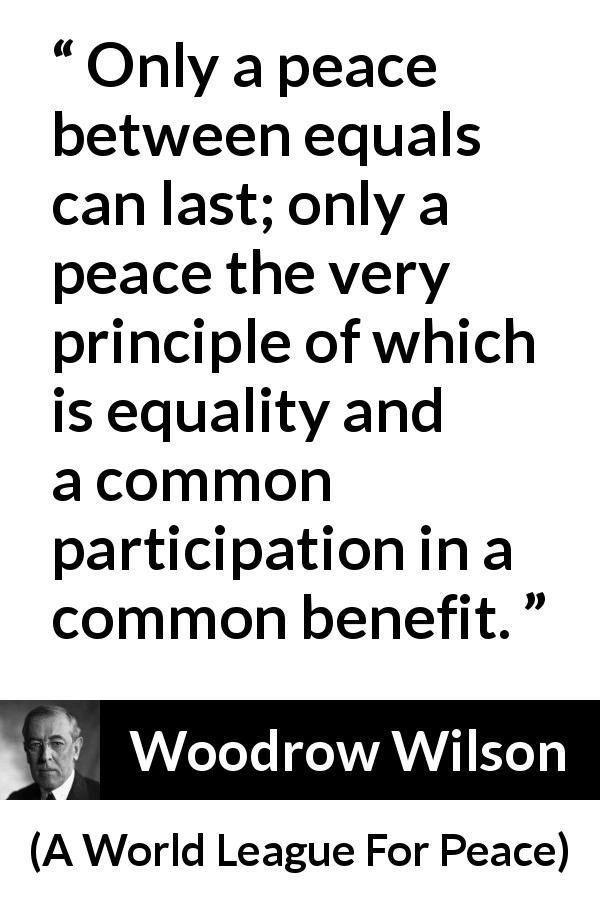 “ Only a peace
between equals
can last; only a
peace the very
principle of which
is equality and
a common
participation in a
common benefit. ”
Woodrow Wilson
(A World League For Peace)